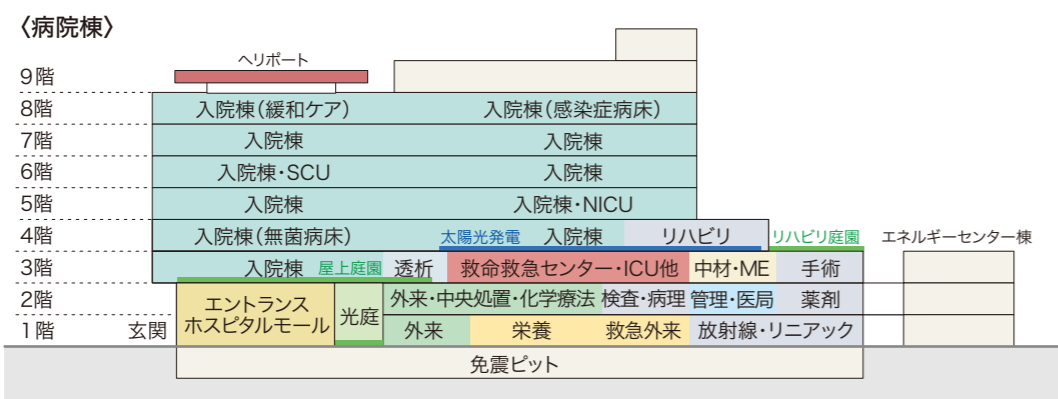 〈病院棟〉
ヘリポート
9階
8階 入院棟(緩和ケア) 入院棟(感染症病床)
7階 入院棟 入院棟
6階 入院棟・SCU 入院棟
5階 入院棟 入院棟・NICU
4階 入院棟(無菌病床) 太陽光発電 入院棟 リハビリ リハビリ庭園 エネルギーセンター棟
3階 入院棟 屋上庭園 透析 救命救急センター・ICU他 中材・ME 手術
2階 エントランス 外来・中央処置・化学療法 検査・病理 管理・医局 薬剤
ホスピタルモール 光庭
1階 玄関 外来 栄養 救急外来 放射線・リニアック
免震ピット